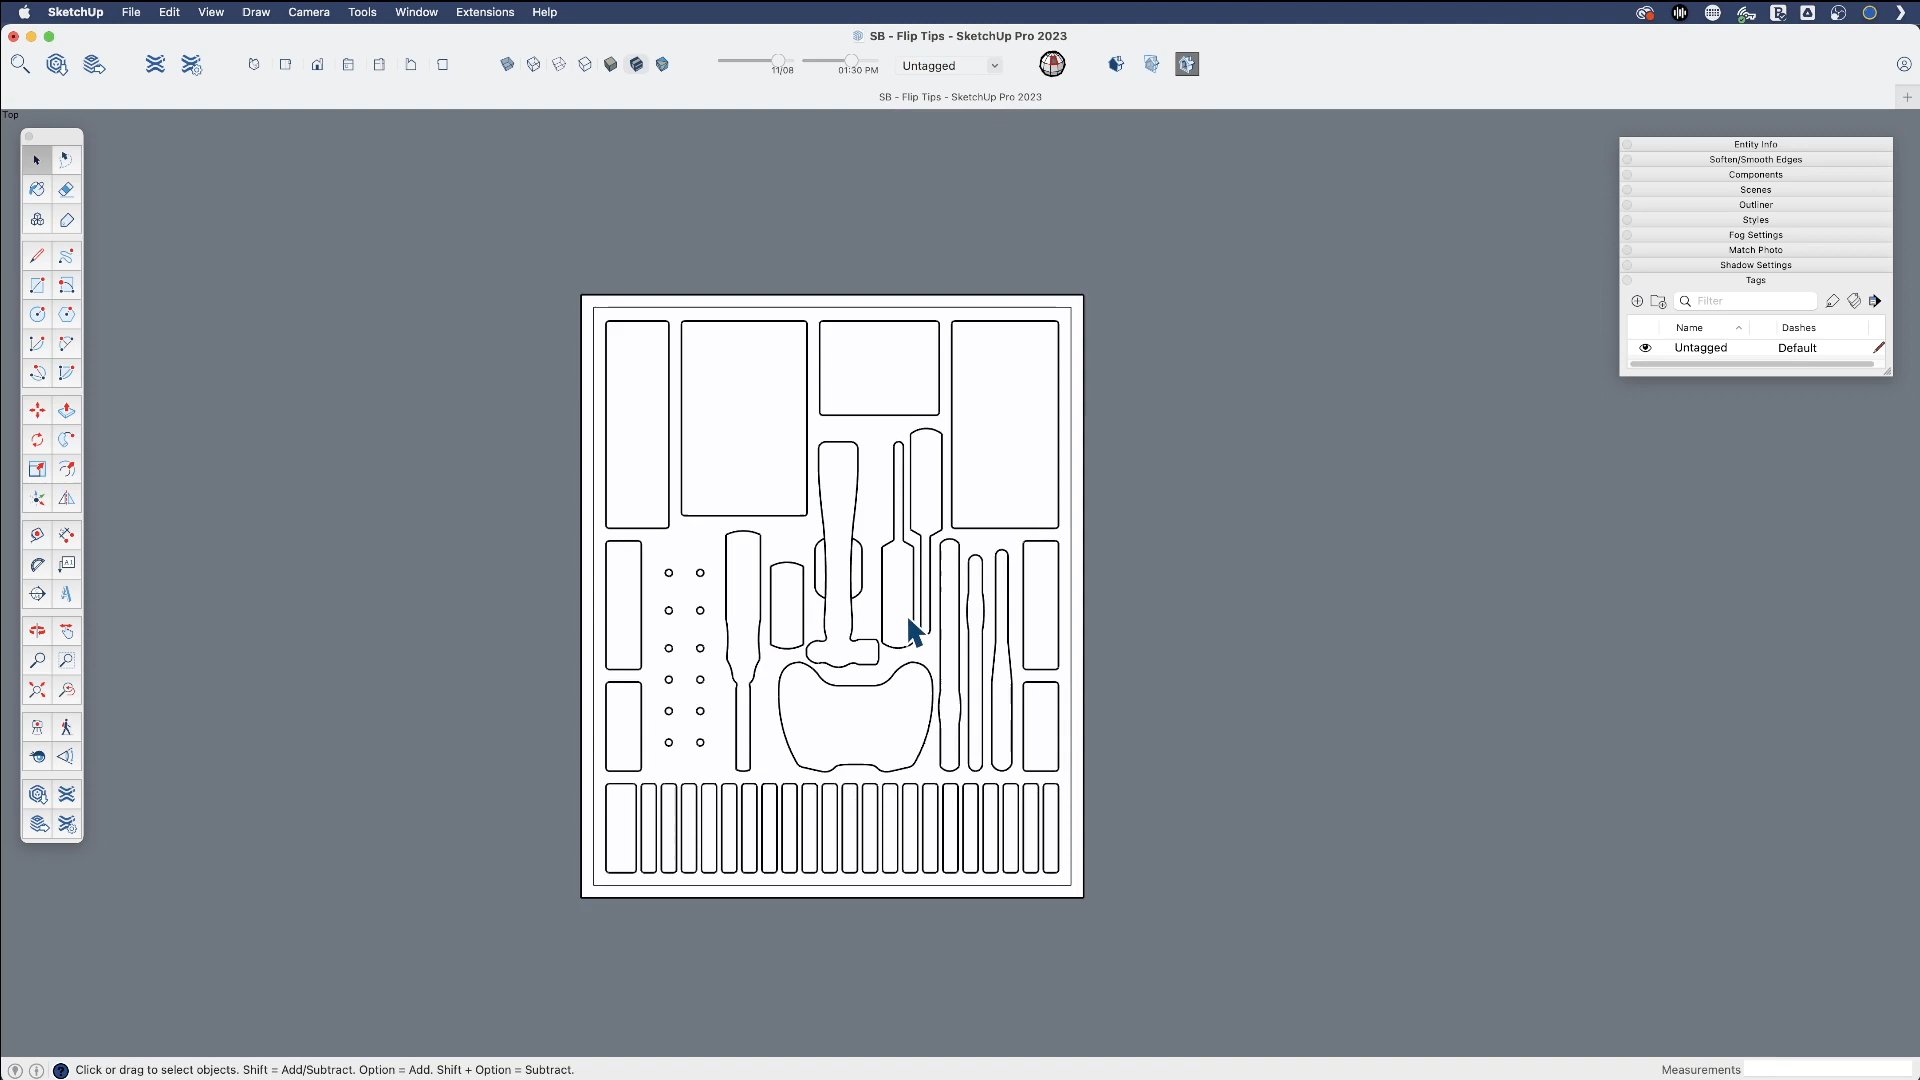 SketchUp File Edit View Draw Camera Tools Window Extensions Help
SB - Flip Tips - SketchUp Pro 2023
11/08 01:30 PM Untagged
SB - Flip Tips - SketchUp Pro 2023
Top
Entity Info
Soften/Smooth Edges
Components
Scenes
Outliner
Styles
Fog Settings
Match Photo
Shadow Settings
Tags
Filter
Name Dashes
Untagged Default
Click or drag to select objects. Shift = Add/Subtract. Option = Add. Shift + Option = Subtract.
Measurements